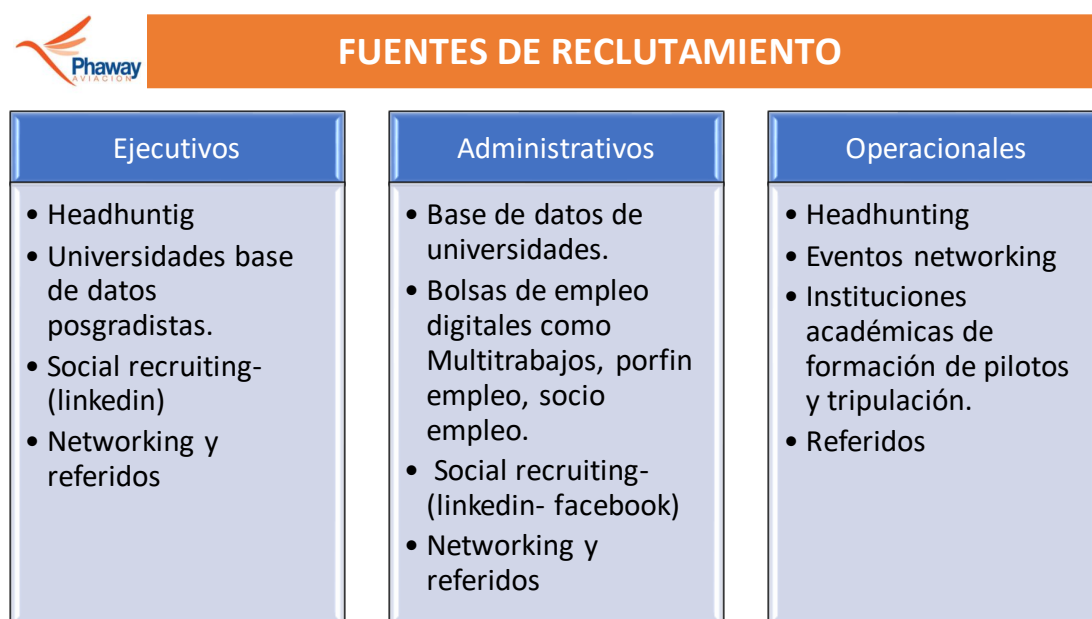 Phaway
AVIACIÓN
FUENTES DE RECLUTAMIENTO
Ejecutivos
• Headhuntig
• Universidades base
de datos
posgradistas.
• Social recruiting-
(linkedin)
• Networking y
referidos
Administrativos
• Base de datos de
universidades.
• Bolsas de empleo
digitales como
Multitrabajos, porfin
empleo, socio
empleo.
• Social recruiting-
(linkedin- facebook)
• Networking y
referidos
Operacionales
• Headhunting
• Eventos networking
• Instituciones
académicas de
formación de pilotos
y tripulación.
• Referidos